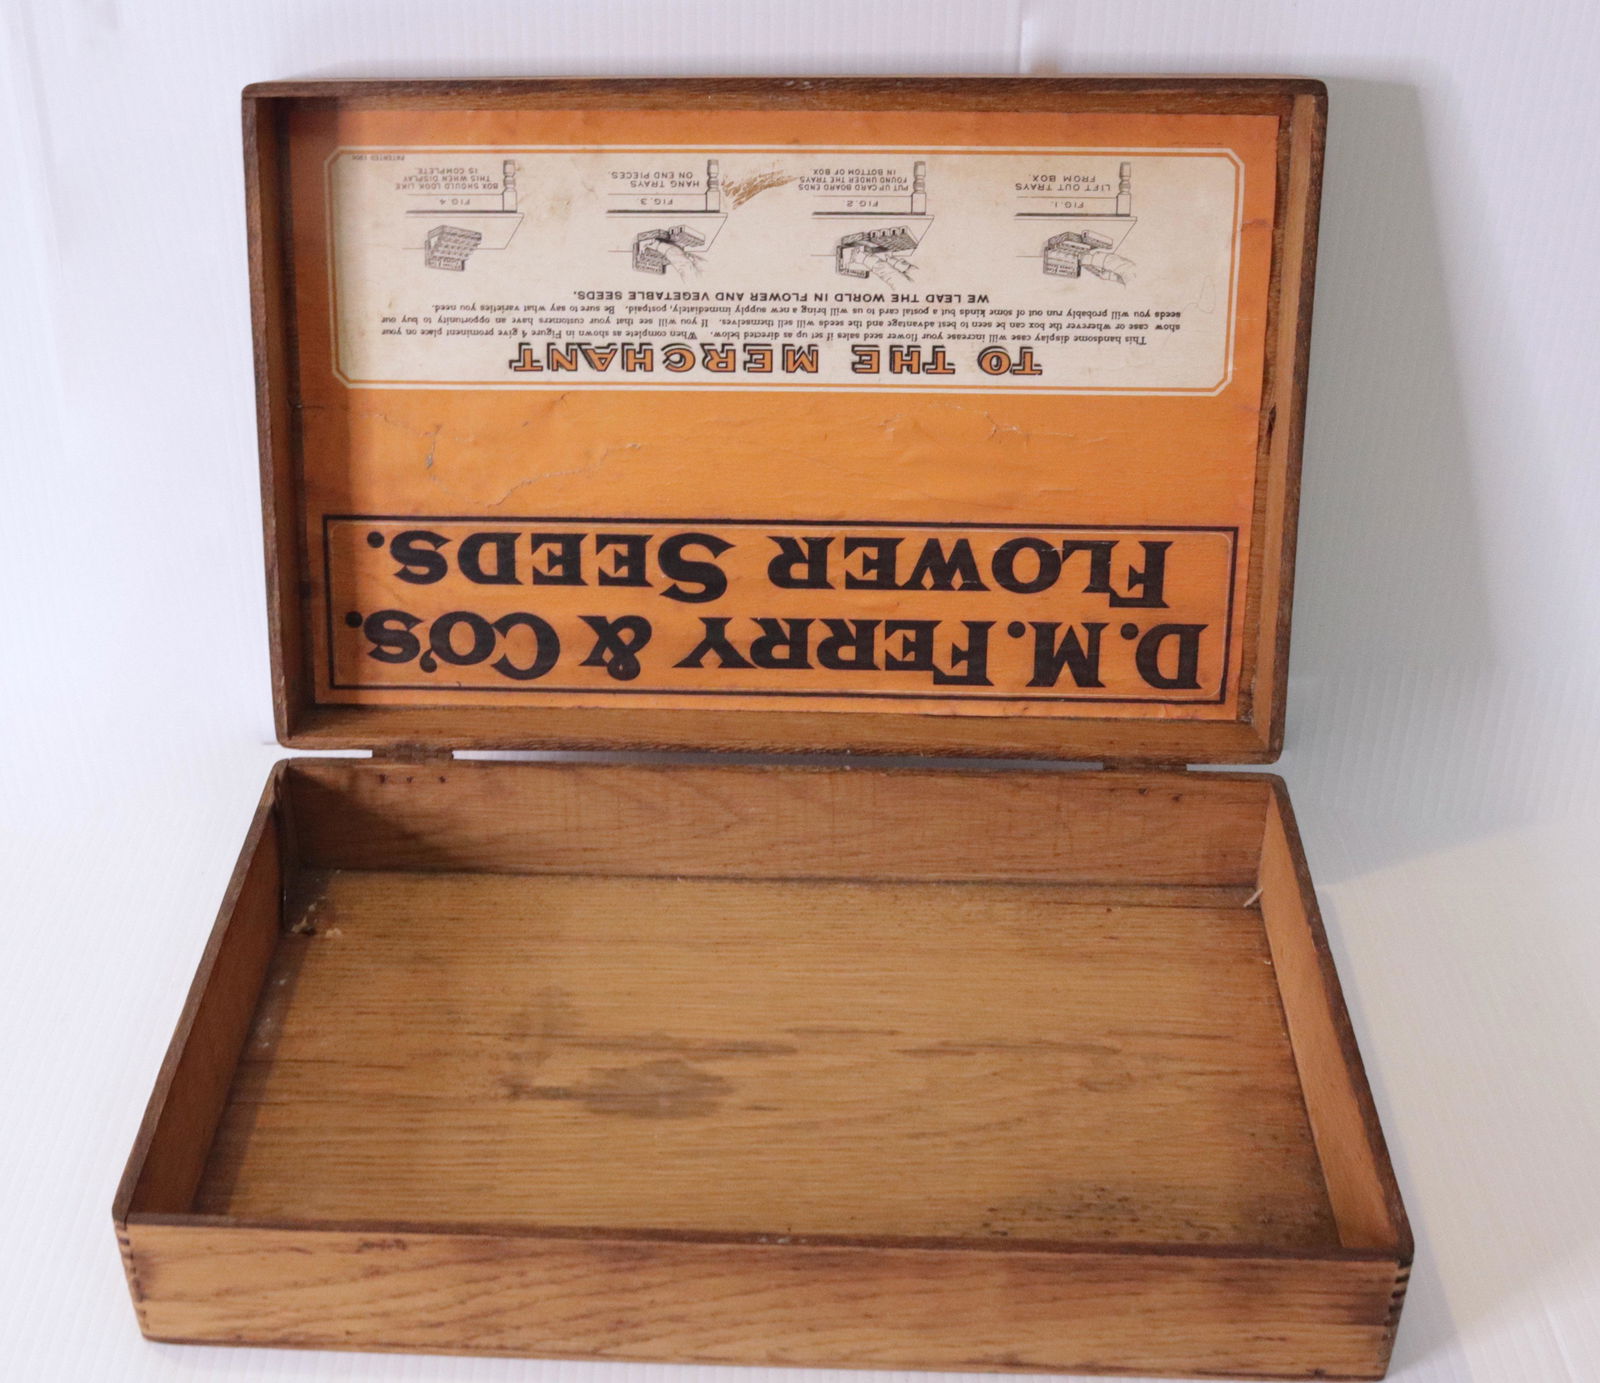 D.M. FERRY & CO'S.
FLOWER SEEDS.
TO THE MERCHANT
This handsome display case will increase your flower seed sales if set up as directed below. When complete as shown in Figure 4 give prominent place on your
show case or wherever the box can be seen to best advantage and the seeds will sell themselves. If you will see that your customers have an opportunity to buy our
seeds you will probably run out of some kinds but a postal card to us will bring a new supply immediately, postpaid. Be sure to say what varieties you need.
WE LEAD THE WORLD IN FLOWER AND VEGETABLE SEEDS.
FIG. 1.
LIFT OUT TRAYS
FROM BOX.
FIG. 2
PUT UP CARD BOARD ENDS
FOUND UNDER THE TRAYS
IN BOTTOM OF BOX
FIG. 3.
HANG TRAYS
ON END PIECES.
FIG. 4
BOX SHOULD LOOK LIKE
THIS WHEN DISPLAY
IS COMPLETE
PATENTED